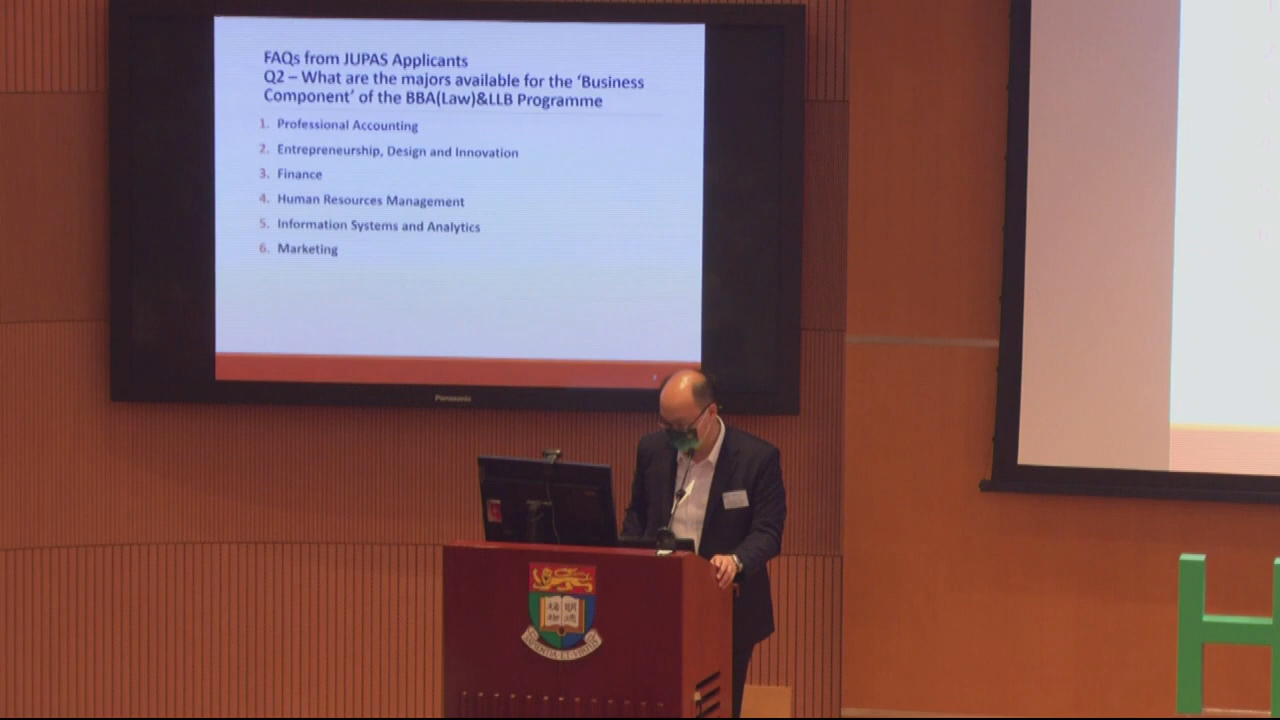 FAQs from JUPAS Applicants
Q2 – What are the majors available for the ‘Business
Component’ of the BBA(Law)&LLB Programme
1. Professional Accounting
2. Entrepreneurship, Design and Innovation
3. Finance
4. Human Resources Management
5. Information Systems and Analytics
6. Marketing
Panasonic
H